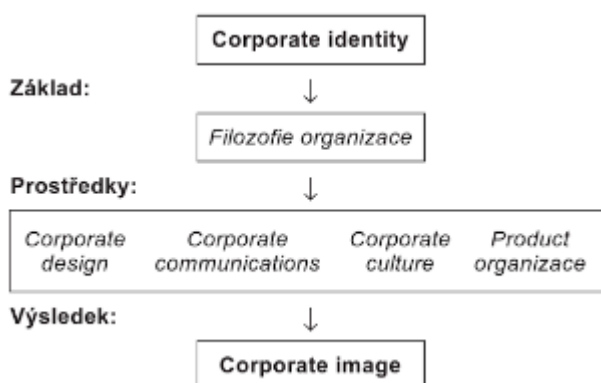 Corporate identity
Základ:
Filozofie organizace
Prostředky:
Corporate design
Corporate communications
Corporate culture
Product organizace
Výsledek:
Corporate image